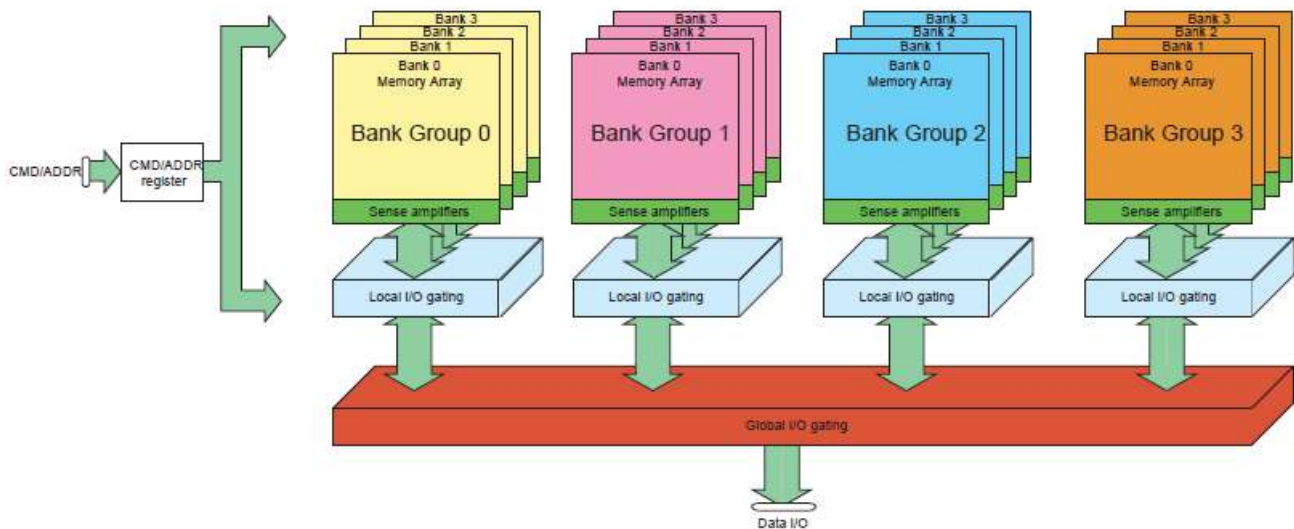 CMD/ADDR
CMD/ADDR
register
Bank 3
Bank 2
Bank 1
Bank 0
Memory Array
Bank Group 0
Sense amplifiers
Local I/O gating
Bank 3
Bank 2
Bank 1
Bank 0
Memory Array
Bank Group 1
Sense amplifiers
Local I/O gating
Bank 3
Bank 2
Bank 1
Bank 0
Memory Array
Bank Group 2
Sense amplifiers
Local I/O gating
Bank 3
Bank 2
Bank 1
Bank 0
Memory Array
Bank Group 3
Sense amplifiers
Local I/O gating
Global I/O gating
Data I/O